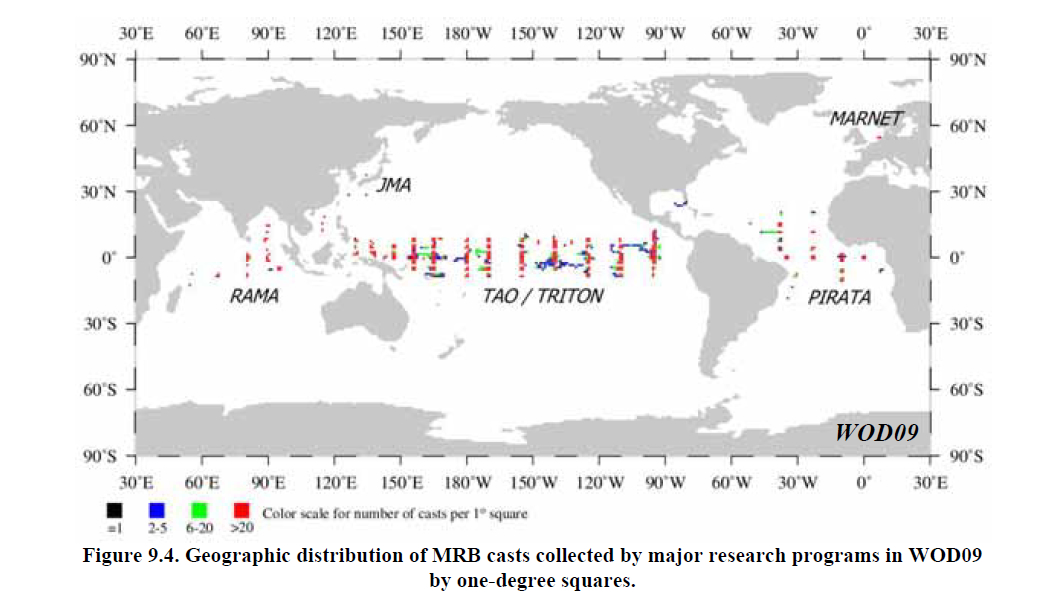 30˚E 60˚E 90˚E 120˚E 150˚E 180˚W 150˚W 120˚W 90˚W 60˚W 30˚W 0˚ 30˚E
90˚N 90˚N
MARNET
60˚N 60˚N
JMA
30˚N 30˚N
0˚ 0˚
RAMA TAO / TRITON PIRATA
30˚S 30˚S
60˚S 60˚S
WOD09
90˚S 90˚S
30˚E 60˚E 90˚E 120˚E 150˚E 180˚W 150˚W 120˚W 90˚W 60˚W 30˚W 0˚ 30˚E
Color scale for number of casts per 1° square
=1 2-5 6-20 >20
Figure 9.4. Geographic distribution of MRB casts collected by major research programs in WOD09
by one-degree squares.